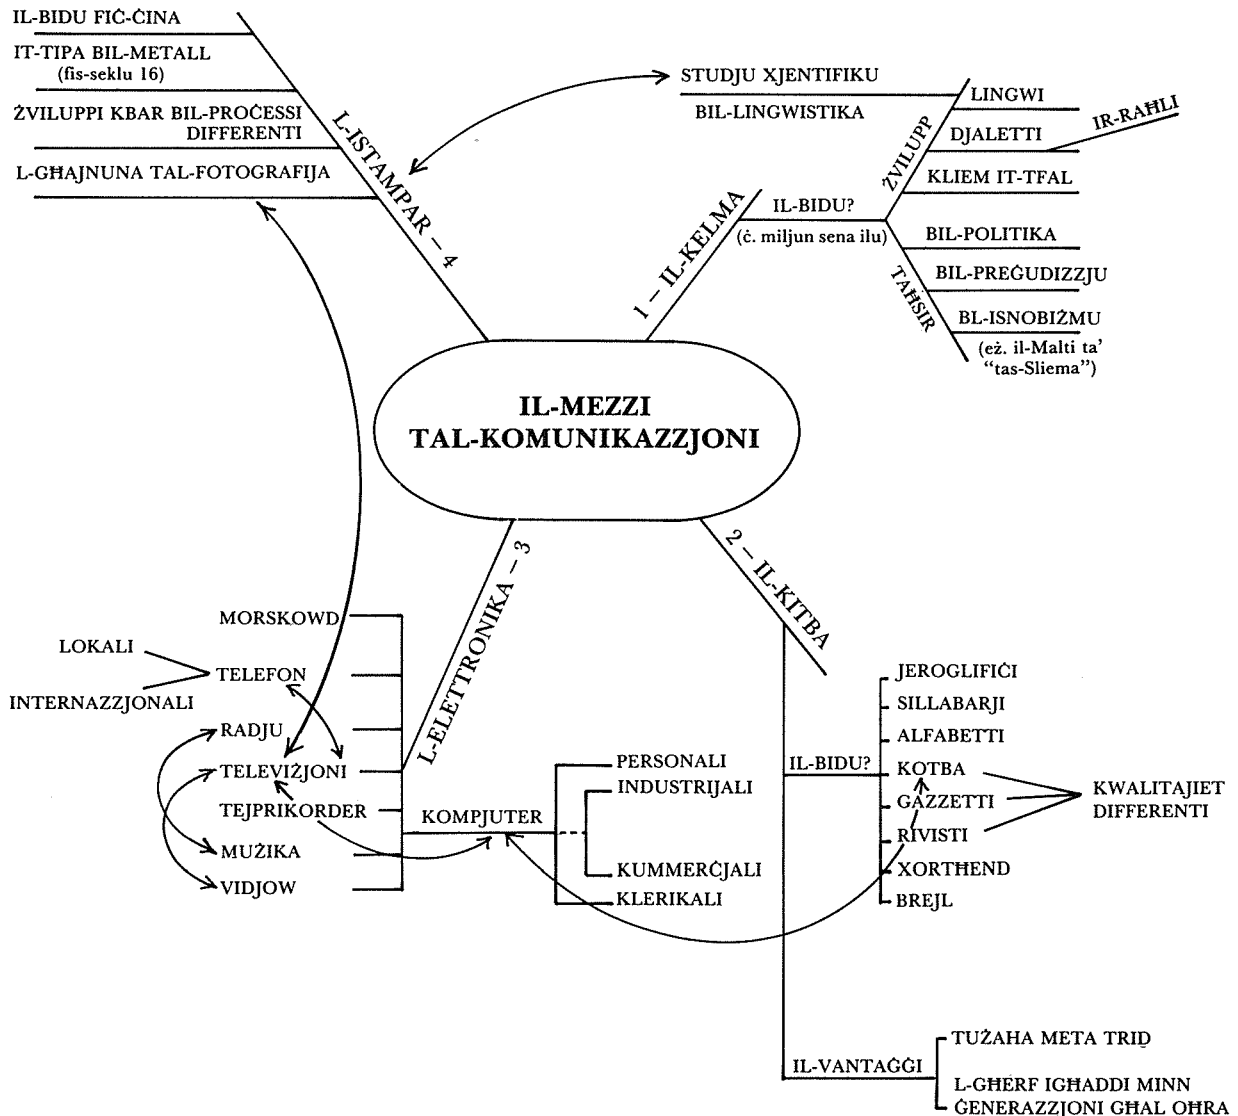 IL-BIDU FIĊ-ĊINA
IT-TIPA BIL-METALL
(fis-seklu 16)
ŻVILUPPI KBAR BIL-PROĊESSI
DIFFERENTI
L-GĦAJNUNA TAL-FOTOGRAFIJA
L-ISTAMPAR – 4
STUDJU XJENTIFIKU
BIL-LINGWISTIKA
1 – IL-KELMA
IL-BIDU?
(ċ. miljun sena ilu)
ŻVILUPP
LINGWI
DJALETTI
IR-RAĦLI
KLIEM IT-TFAL
TAĦSIR
BIL-POLITIKA
BIL-PREĠUDIZZJU
BL-ISNOBIŻMU
(eż. il-Malti ta'
“tas-Sliema”)
IL-MEZZI
TAL-KOMUNIKAZZJONI
L-ELETTRONIKA – 3
MORSKOWD
LOKALI
TELEFON
INTERNAZZJONALI
RADJU
TELEVIŻJONI
TEJPRIKORDER
MUŻIKA
VIDJOW
KOMPJUTER
PERSONALI
INDUSTRIJALI
KUMMERĊJALI
KLERIKALI
2 – IL-KITBA
IL-BIDU?
JEROGLIFIĊI
SILLABARJI
ALFABETTI
KOTBA
GAZZETTI
RIVISTI
XORTĦEND
BREJL
KWALITAJIET
DIFFERENTI
IL-VANTAĠĠI
TUŻAHA META TRID
L-GĦERF IGĦADDI MINN
ĠENERAZZJONI GĦAL OĦRA